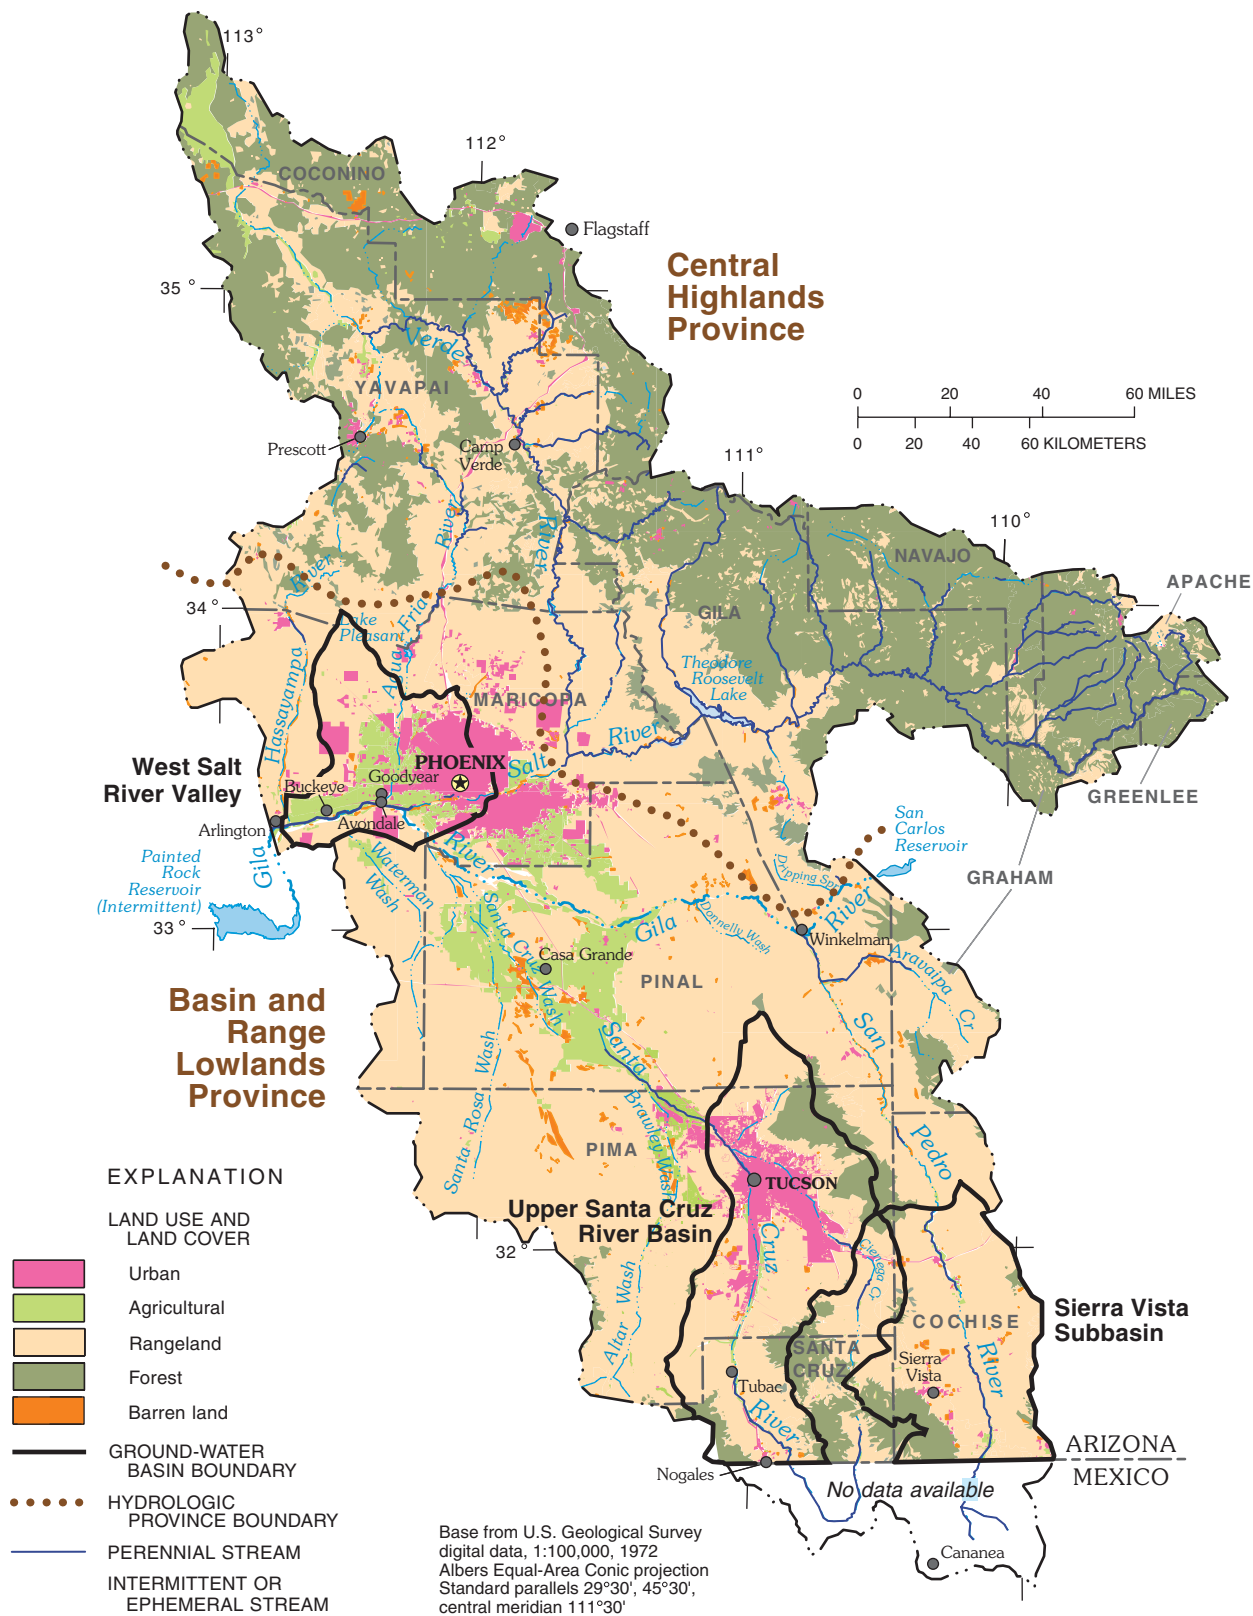 113°
112°
COCONINO
Flagstaff
Central
Highlands
Province
35°
Verde
YAVAPAI
0 20 40 60 MILES
0 20 40 60 KILOMETERS
Prescott
Camp
Verde
111°
110°
River
River
River
NAVAJO
APACHE
34°
Lake
Pleasant
Agua Fria
GILA
Theodore
Roosevelt
Lake
Hassayampa
MARICOPA
River
West Salt
River Valley
PHOENIX
Salt
Goodyear
Buckeye
Avondale
Arlington
GREENLEE
San
Carlos
Reservoir
Painted
Rock
Reservoir
(Intermittent)
Gila
Waterman
Wash
River
Dripping Spr
GRAHAM
33°
Santa Cruz Wash
Gila
Donnelly Wash
River
Winkelman
Aravaipa
Cr.
Casa Grande
PINAL
Basin and
Range
Lowlands
Province
Santa Rosa Wash
Santa
San
Brawley Wash
Pedro
PIMA
EXPLANATION
TUCSON
Upper Santa Cruz
River Basin
LAND USE AND
LAND COVER
32°
Cruz
Cienega Cr.
Urban
Agricultural
Rangeland
Forest
Barren land
Altar Wash
COCHISE
Sierra Vista
Subbasin
SANTA
CRUZ
Sierra
Vista
River
Tubac
River
GROUND-WATER
BASIN BOUNDARY
ARIZONA
MEXICO
Nogales
No data available
HYDROLOGIC
PROVINCE BOUNDARY
PERENNIAL STREAM
INTERMITTENT OR
EPHEMERAL STREAM
Base from U.S. Geological Survey
digital data, 1:100,000, 1972
Albers Equal-Area Conic projection
Standard parallels 29°30', 45°30',
central meridian 111°30'
Cananea